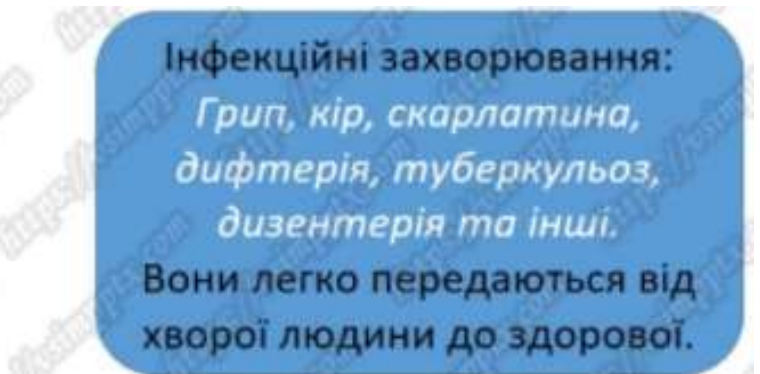 Інфекційні захворювання:
Грип, кір, скарлатина,
дифтерія, туберкульоз,
дизентерія та інші.
Вони легко передаються від
хворої людини до здорової.